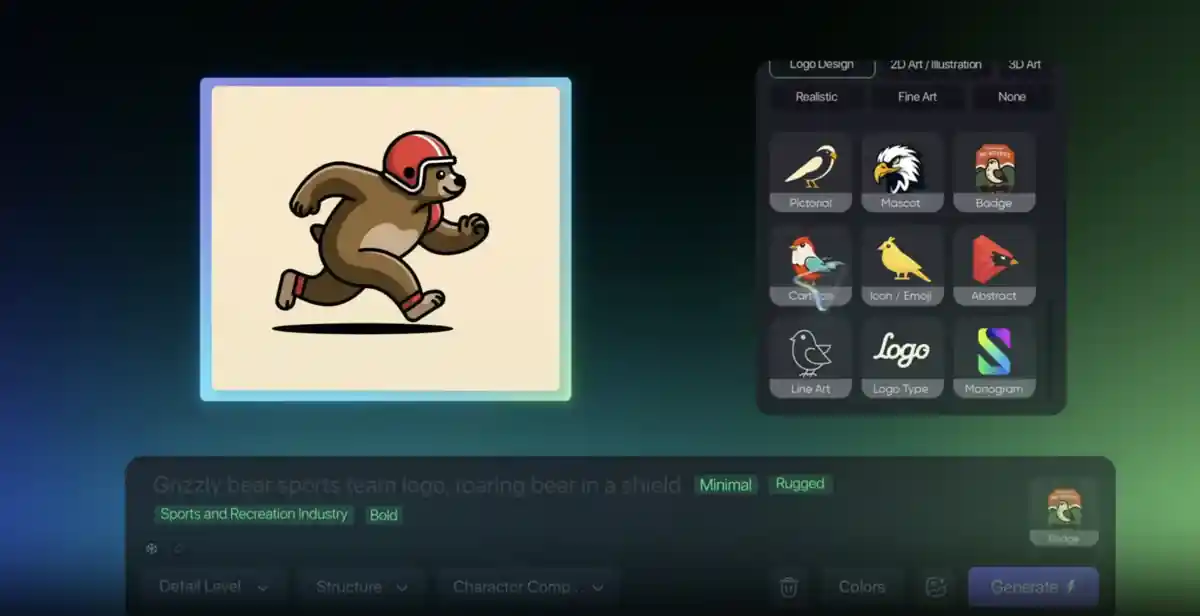 Logo Design 2D Art / Illustration 3D Art
Realistic Fine Art None
Pictorial Mascot Badge
Icon / Emoji Abstract
Logo
Line Art Logo Type Monogram
Grizzly bear sports team logo, roaring bear in a shield Minimal Rugged
Sports and Recreation Industry Bold
Badge
Detail Level Structure Character Comp... Colors Generate